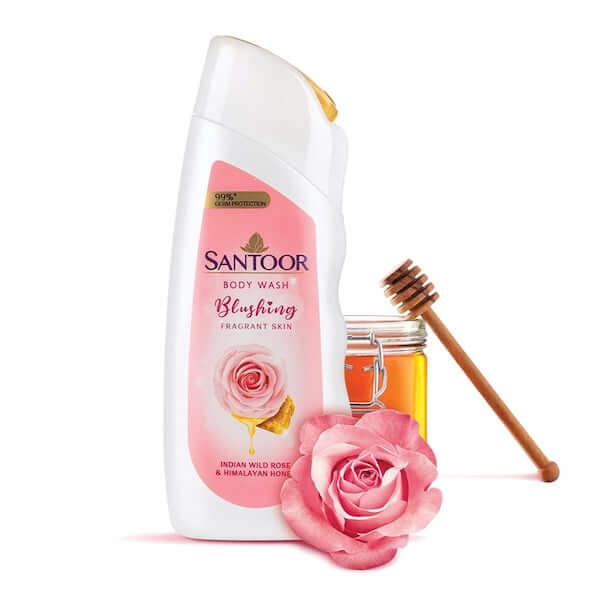 99%*
GERM PROTECTION
SANTOOR
BODY WASH
Blushing
FRAGRANT SKIN
INDIAN WILD ROSE
& HIMALAYAN HONE